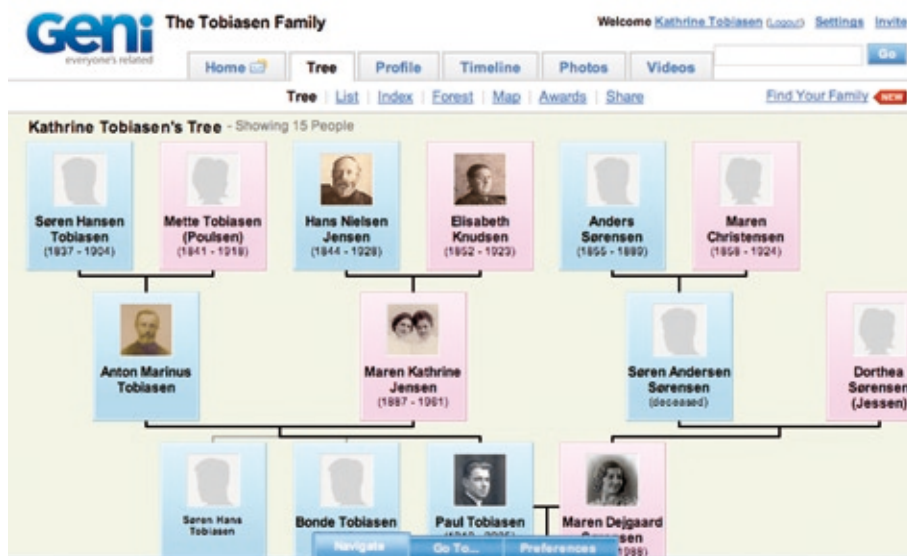 Geni
everyone's related
The Tobiasen Family
Welcome Kathrine Tobiasen (Logout) Settings Invite
Home Tree Profile Timeline Photos Videos
Go
Tree | List | Index | Forest | Map | Awards | Share
Find Your Family NEW
Kathrine Tobiasen's Tree - Showing 15 People
Søren Hansen
Tobiasen
(1837 - 1904)
Mette Tobiasen
(Poulsen)
(1841 - 1918)
Hans Nielsen
Jensen
(1844 - 1928)
Elisabeth
Knudsen
(1852 - 1923)
Anders
Sørensen
(1855 - 1889)
Maren
Christensen
(1858 - 1924)
Anton Marinus
Tobiasen
Maren Kathrine
Jensen
(1887 - 1961)
Søren Andersen
Sørensen
(deceased)
Dorthea
Sørensen
(Jessen)
Søren Hans
Tobiasen
Bonde Tobiasen
Paul Tobiasen
Maren Dejgaard
Navigate Go To... Preferences